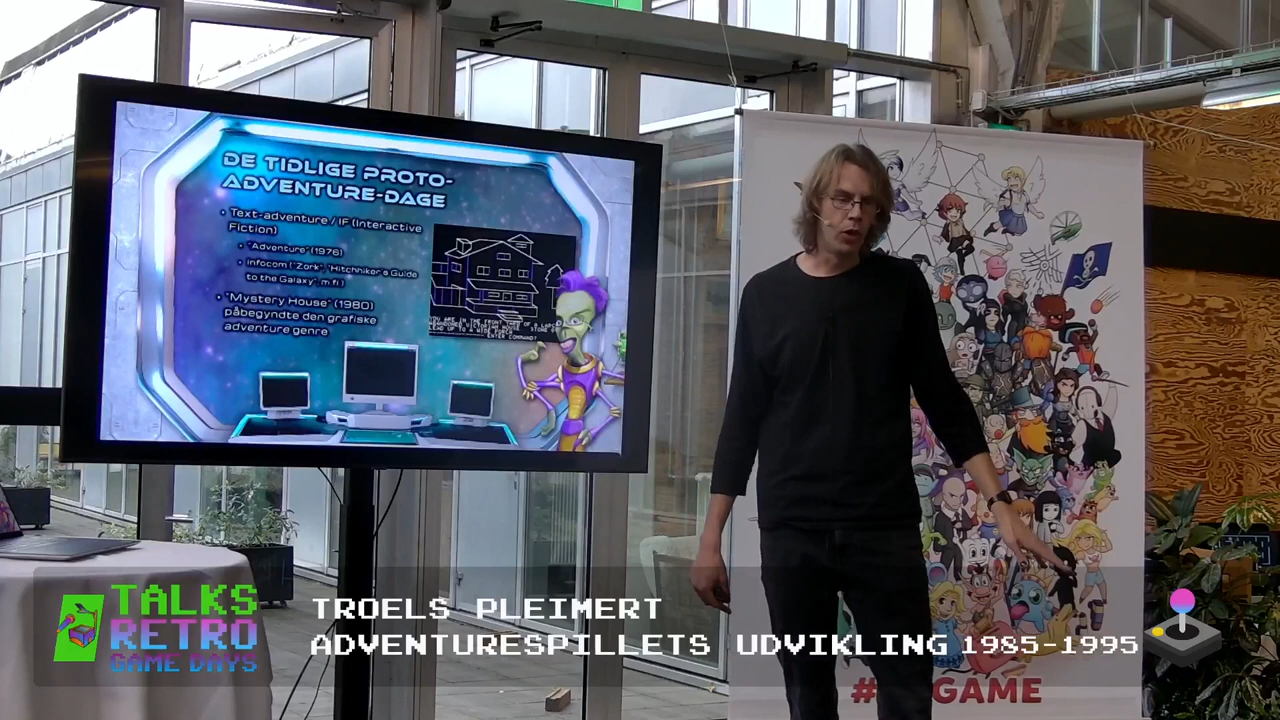 DE TIDLIGE PROTO-
ADVENTURE-DAGE
• Text-adventure / IF (Interactive
Fiction)
• "Adventure" (1976)
• Infocom ("Zork", "Hitchhiker's Guide
to the Galaxy", m.fl.)
• "Mystery House" (1980)
påbegyndte den grafiske
adventure genre
ENTER COMMAND?
TALKS
RETRO
GAME DAYS
TROELS PLEIMERT
ADVENTURESPILLETS UDVIKLING 1985-1995
GAME